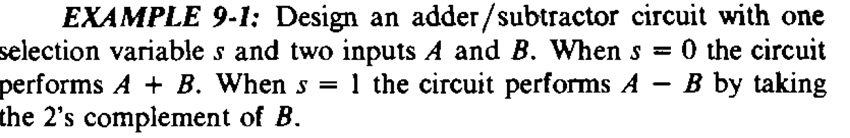 EXAMPLE 9-1: Design an adder/subtractor circuit with one
selection variable s and two inputs A and B. When s = 0 the circuit
performs A + B. When s = 1 the circuit performs A − B by taking
the 2's complement of B.